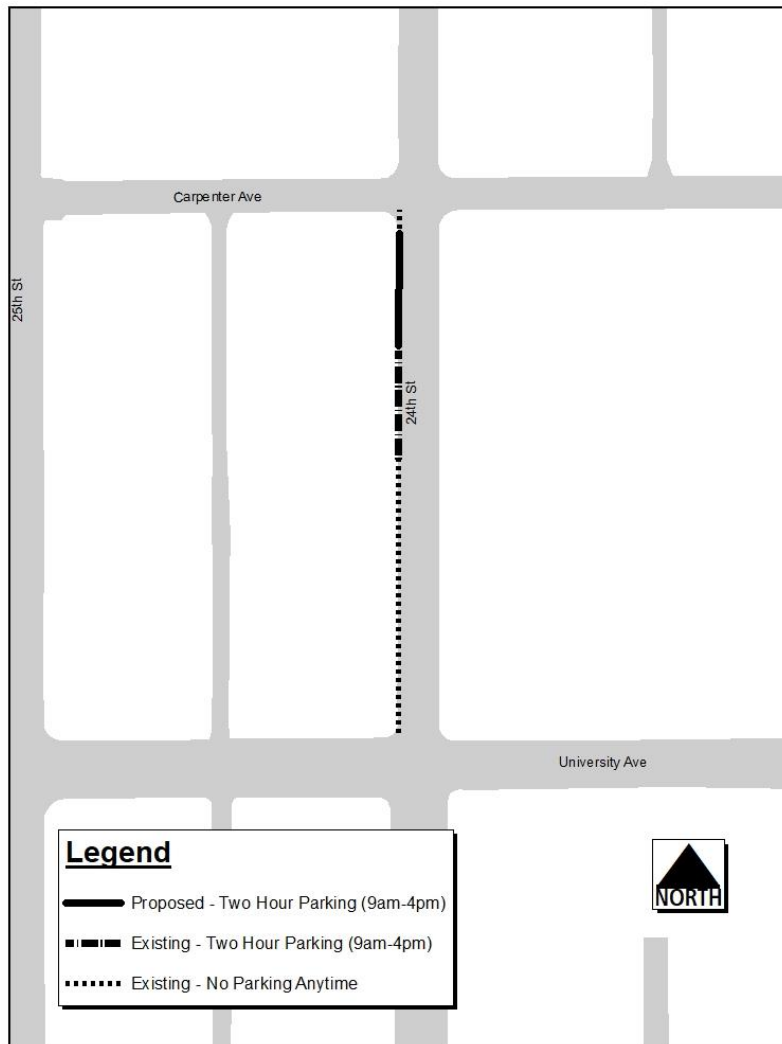 Carpenter Ave
25th St
24th St
University Ave
Legend
Proposed - Two Hour Parking (9am-4pm)
Existing - Two Hour Parking (9am-4pm)
Existing - No Parking Anytime
NORTH